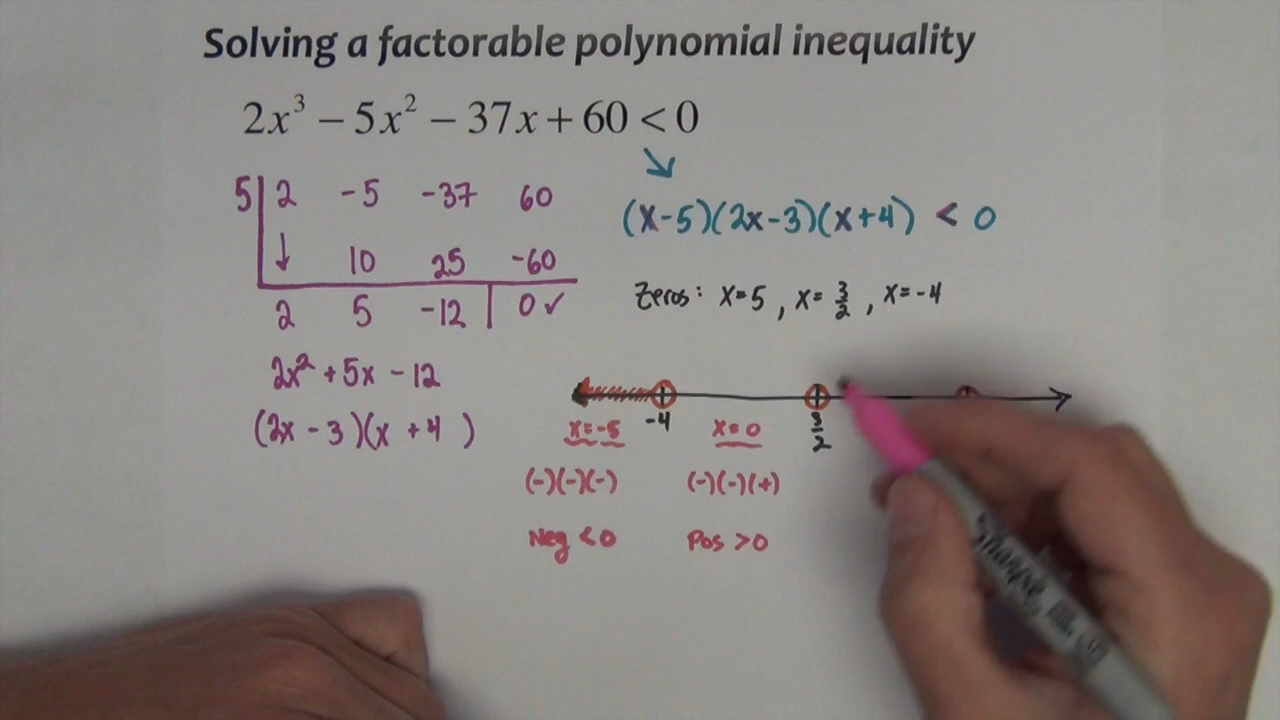 Solving a factorable polynomial inequality
2x³ − 5x² − 37x + 60 < 0
5 | 2 -5 -37 60
↓ 10 25 -60
2 5 -12 | 0 ✓
2x² + 5x - 12
(2x - 3)(x + 4)
(x-5)(2x-3)(x+4) < 0
Zeros: x=5, x=3/2, x=-4
-4 3/2
x=-5 x=0
(-)(-)(-) (-)(-)(+)
Neg <0 Pos >0
Sharpie